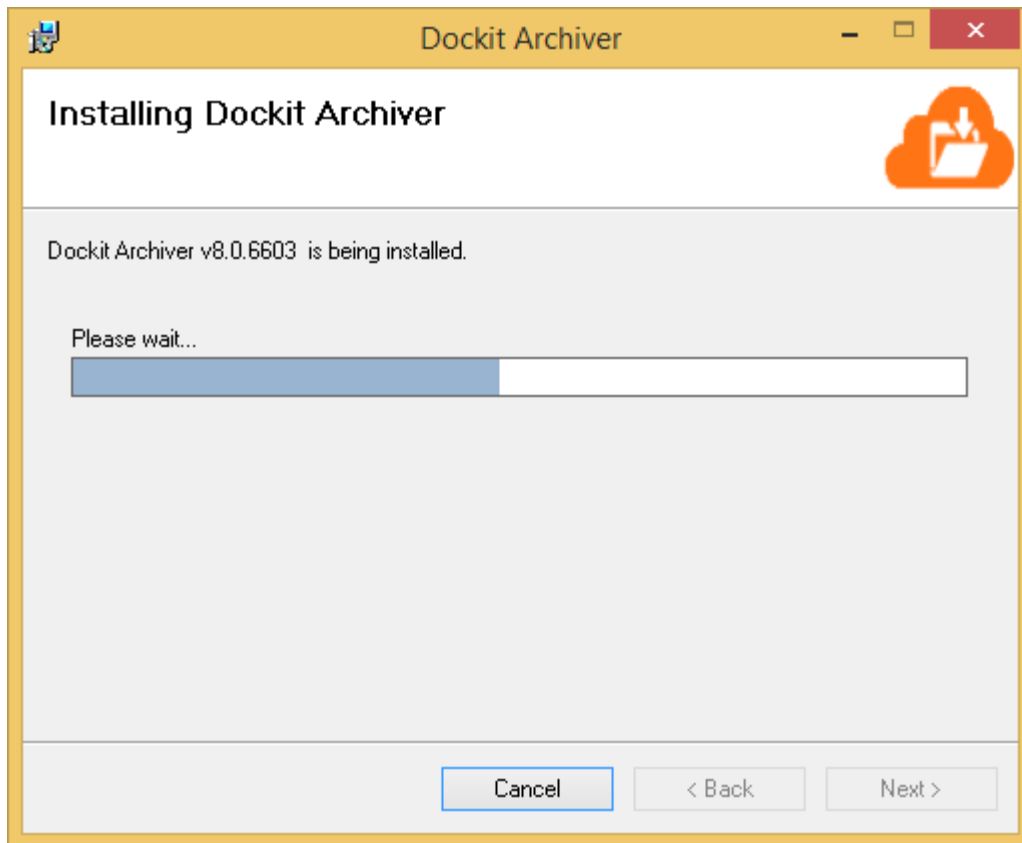 Dockit Archiver
Installing Dockit Archiver
Dockit Archiver v8.0.6603  is being installed.
Please wait...
Cancel
< Back
Next >